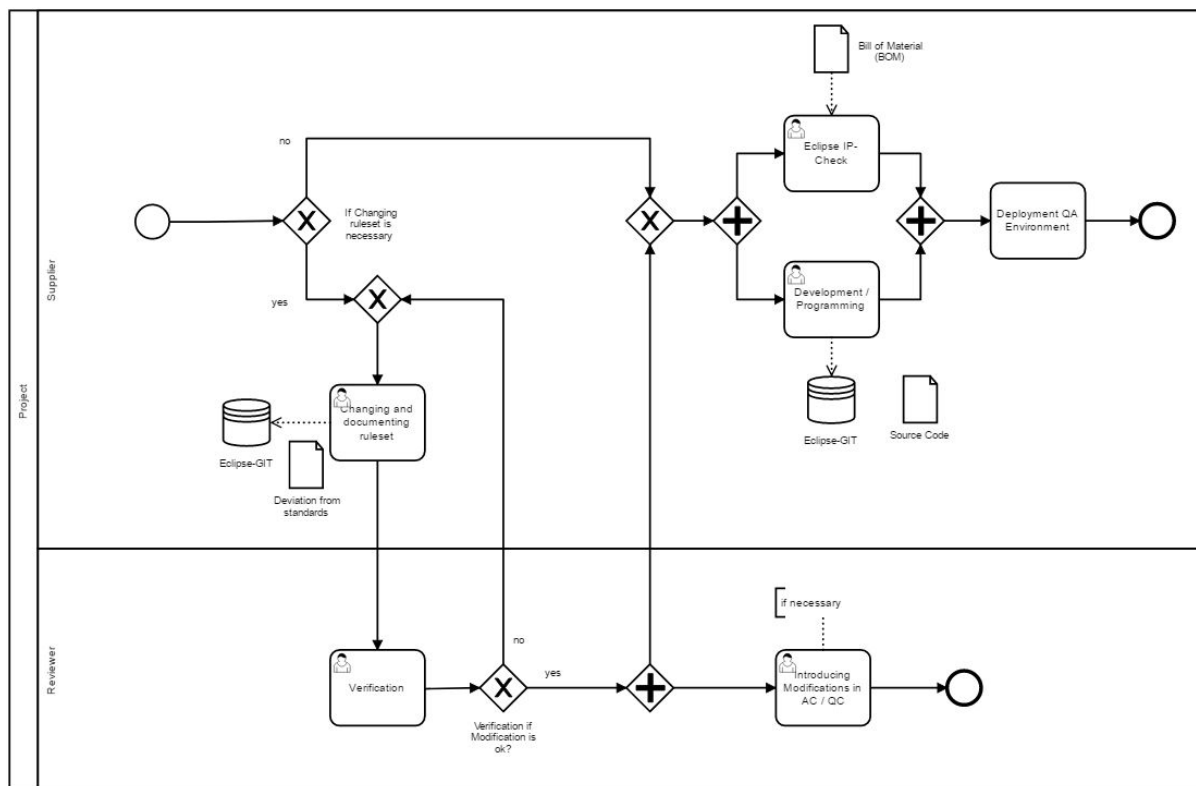 Project
Supplier
Reviewer
Bill of Material
(BOM)
no
Eclipse IP-
Check
X
If Changing
ruleset is
necessary
X
Deployment QA
Environment
yes
X
Development /
Programming
Changing and
documenting
ruleset
Eclipse-GIT
Deviation from
standards
Eclipse-GIT
Source Code
if necessary
no
Verification
X
yes
Introducing
Modifications in
AC / QC
Verification if
Modification is
ok?